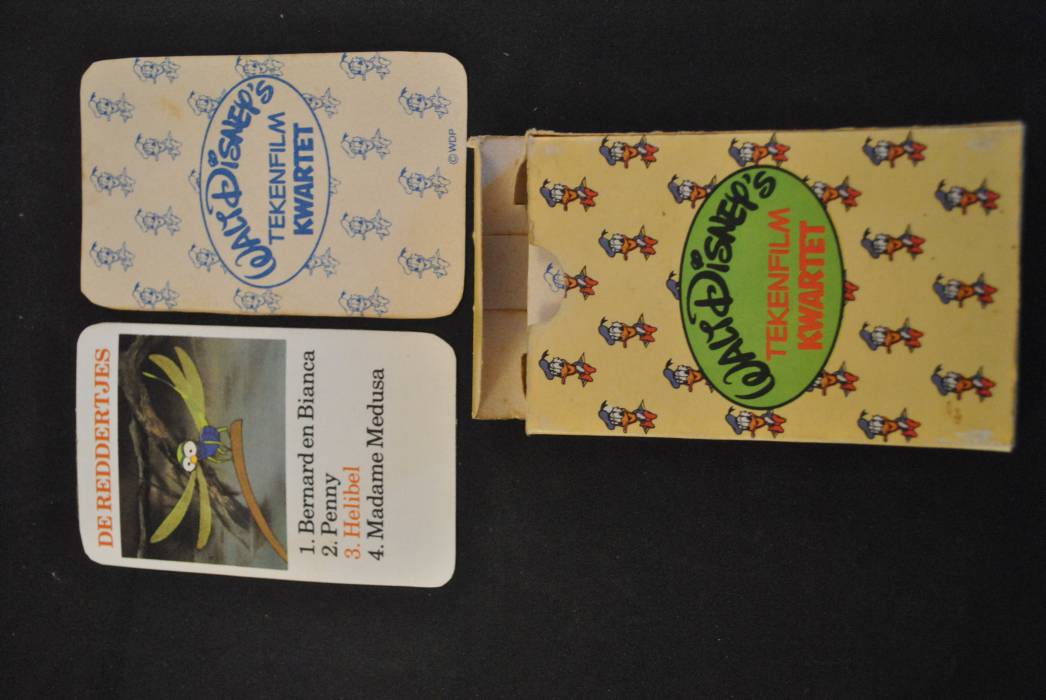 Walt Disney's
TEKENFILM
KWARTET
© WDP
DE REDDERTJES
1. Bernard en Bianca
2. Penny
3. Helibel
4. Madame Medusa
Walt Disney's
TEKENFILM
KWARTET